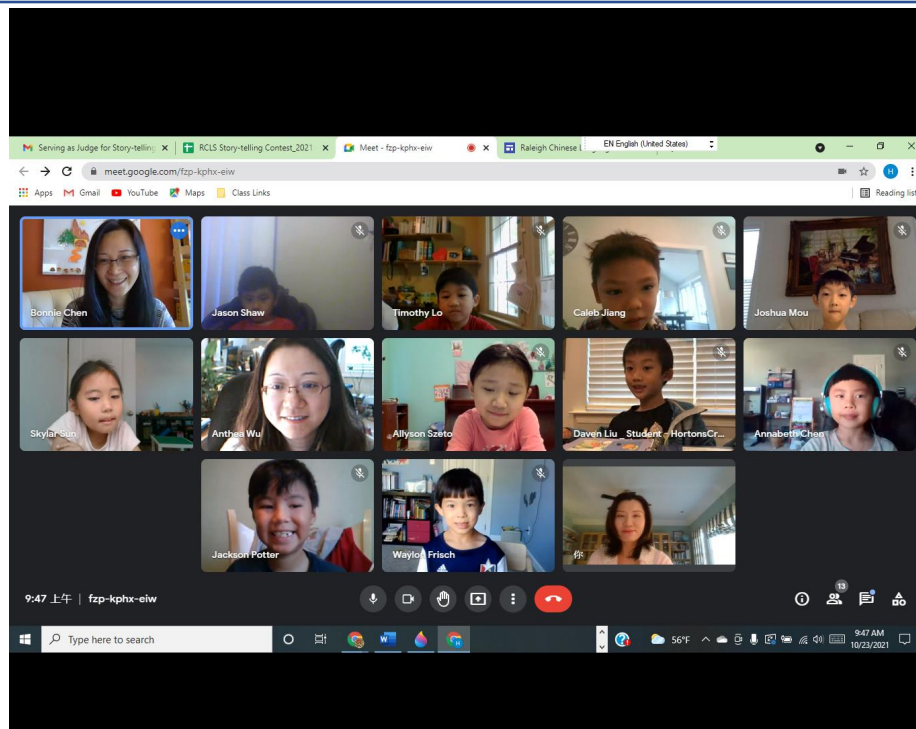 Serving as Judge for Story-telling
RCLS Story-telling Contest_2021
Meet - fzp-kphx-eiw
Raleigh Chinese
EN English (United States)
meet.google.com/fzp-kphx-eiw
H
Apps
Gmail
YouTube
Maps
Class Links
Reading list
Bonnie Chen
Jason Shaw
Timothy Lo
Caleb Jiang
Joshua Mou
Skylar Sun
Anthea Wu
Allyson Szeto
Daven Liu Student - HortonsCr...
Annabeth Chen
Jackson Potter
Waylon Frisch
你
9:47 上午 | fzp-kphx-eiw
13
Type here to search
56°F
9:47 AM
10/23/2021